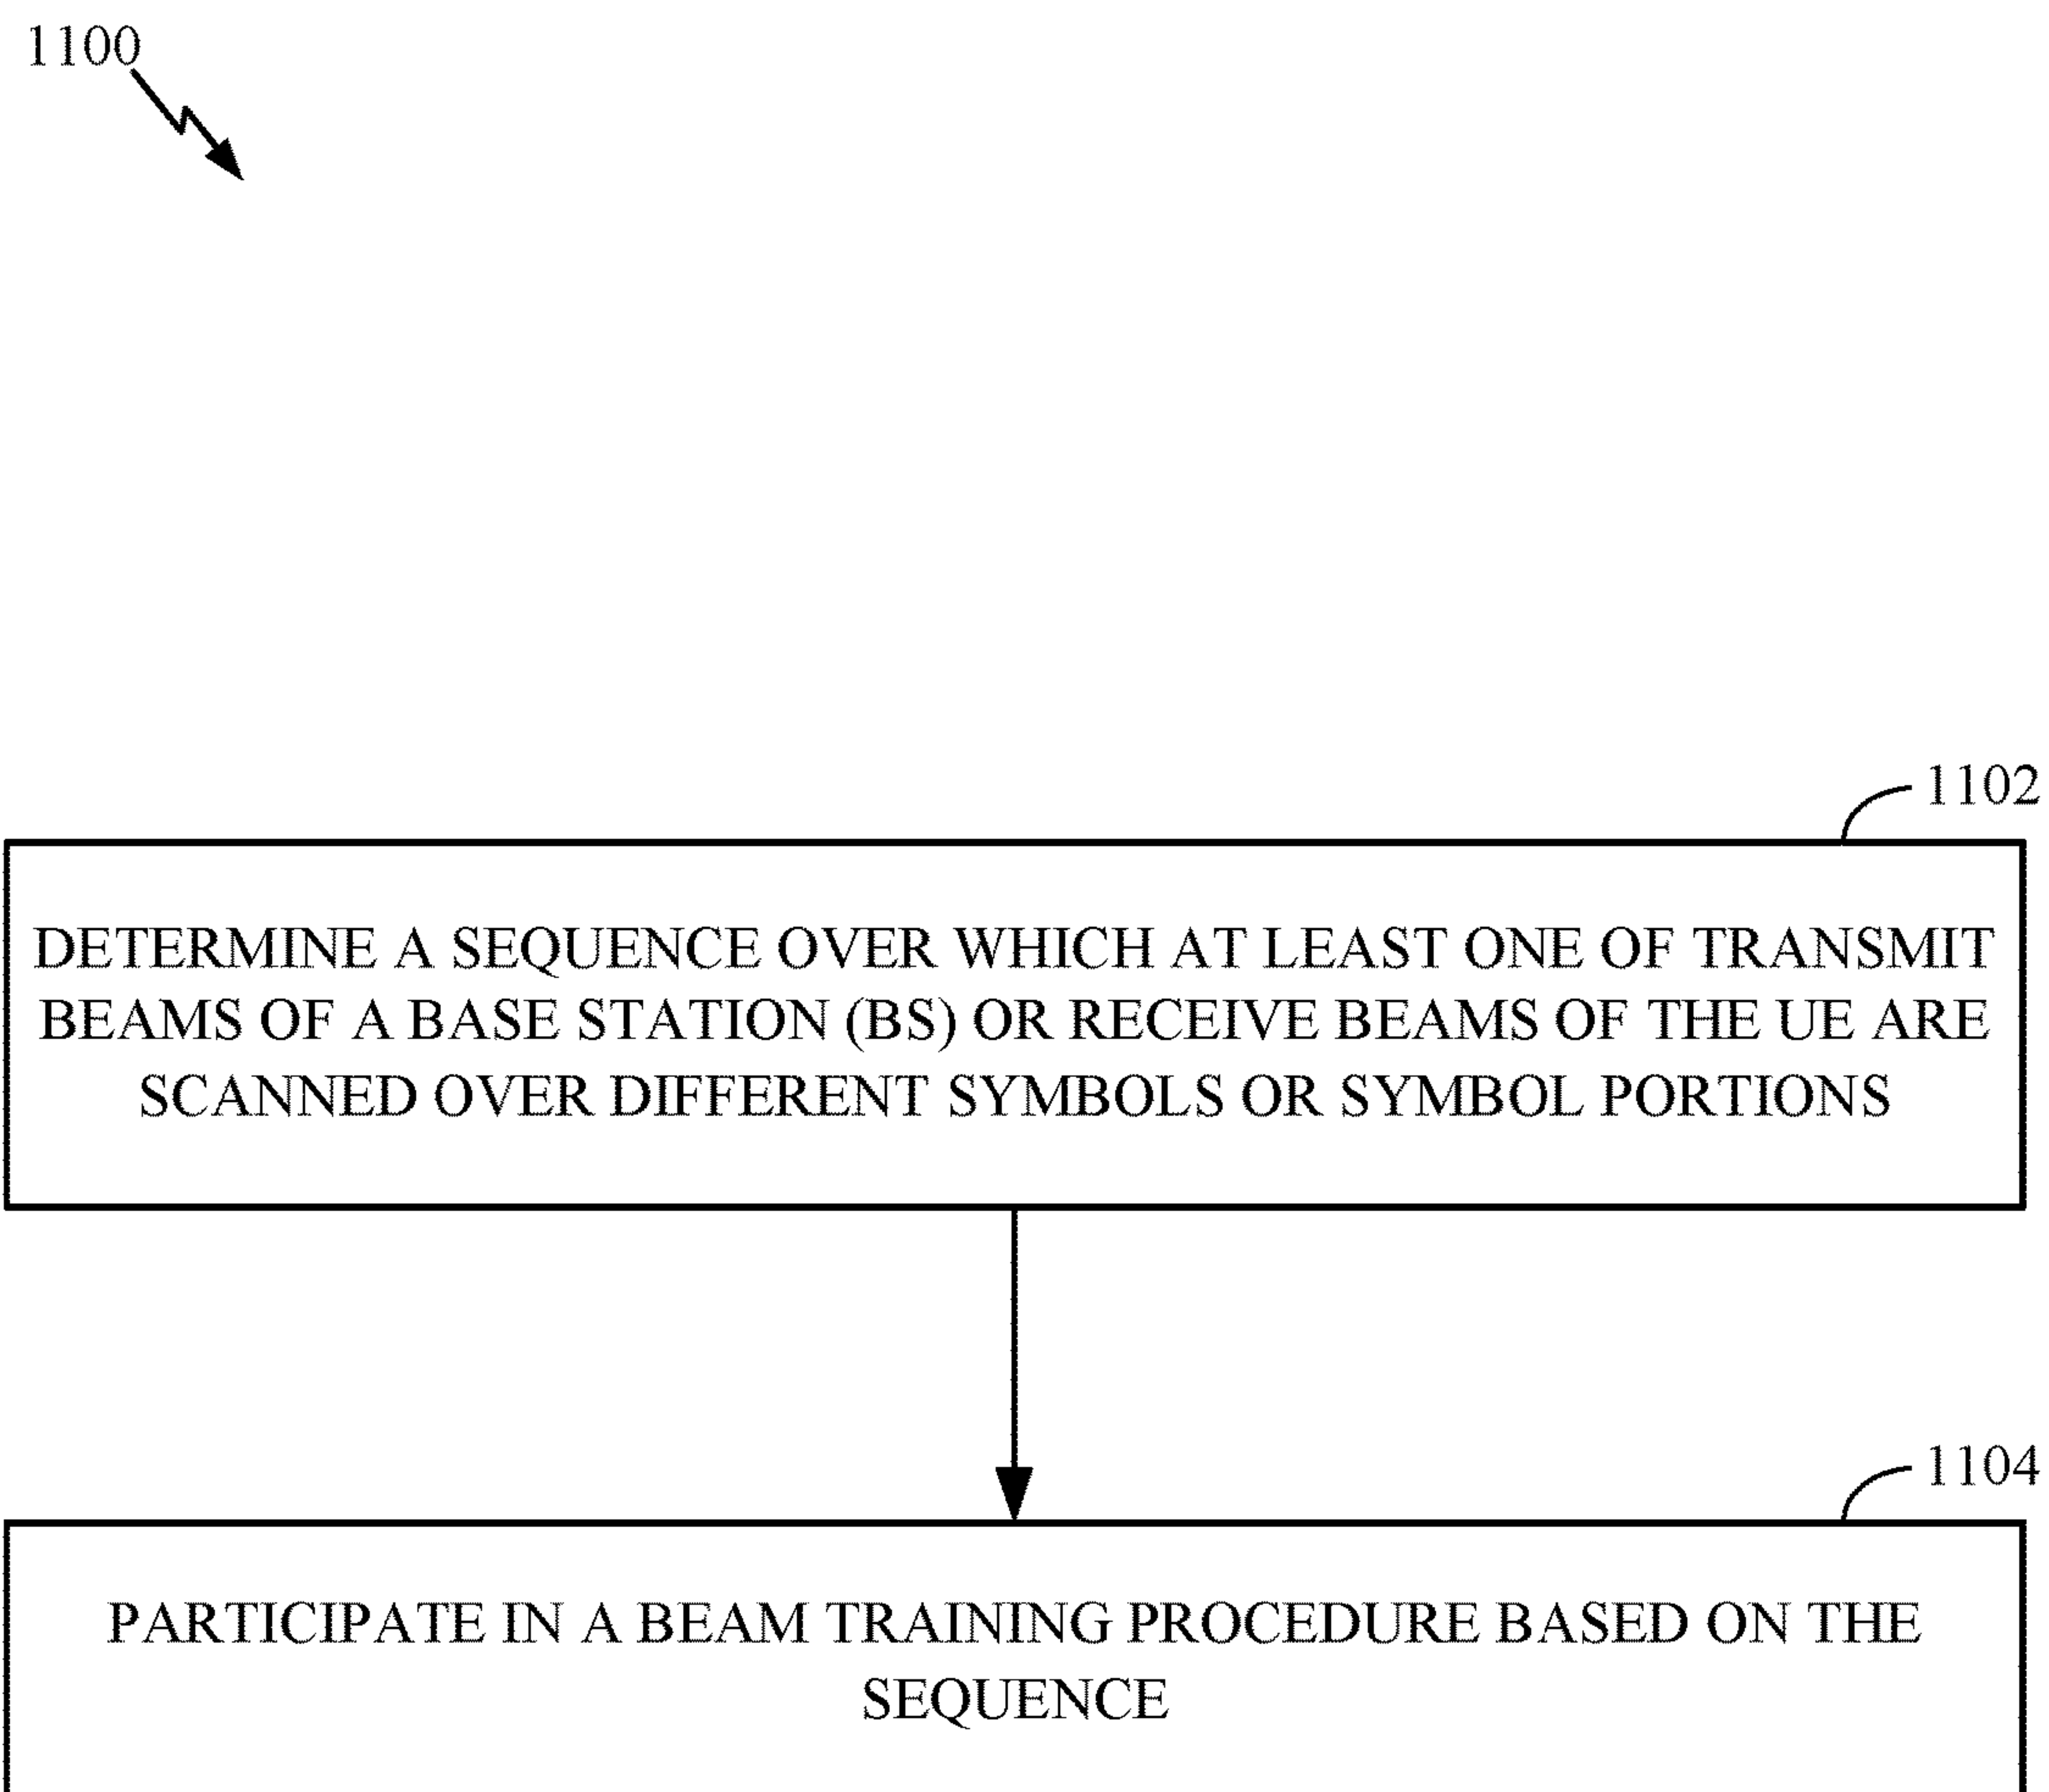 1100
1102
DETERMINE A SEQUENCE OVER WHICH AT LEAST ONE OF TRANSMIT
BEAMS OF A BASE STATION (BS) OR RECEIVE BEAMS OF THE UE ARE
SCANNED OVER DIFFERENT SYMBOLS OR SYMBOL PORTIONS
1104
PARTICIPATE IN A BEAM TRAINING PROCEDURE BASED ON THE
SEQUENCE